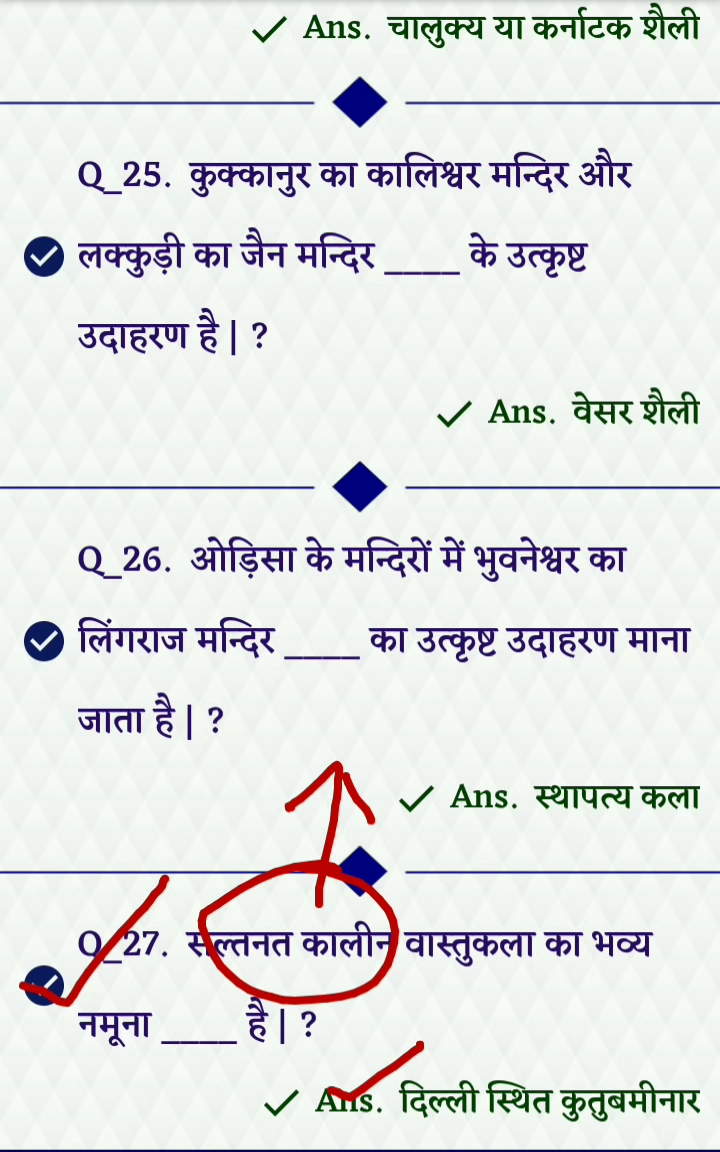 Ans. चालुक्य या कर्नाटक शैली
Q_25. कुक्कानुर का कालिश्वर मन्दिर और
लक्कुड़ी का जैन मन्दिर ____ के उत्कृष्ट
उदाहरण है | ?
Ans. वेसर शैली
Q_26. ओड़िसा के मन्दिरों में भुवनेश्वर का
लिंगराज मन्दिर ____ का उत्कृष्ट उदाहरण माना
जाता है | ?
Ans. स्थापत्य कला
Q_27. सल्तनत कालीन वास्तुकला का भव्य
नमूना ____ है | ?
Ans. दिल्ली स्थित कुतुबमीनार